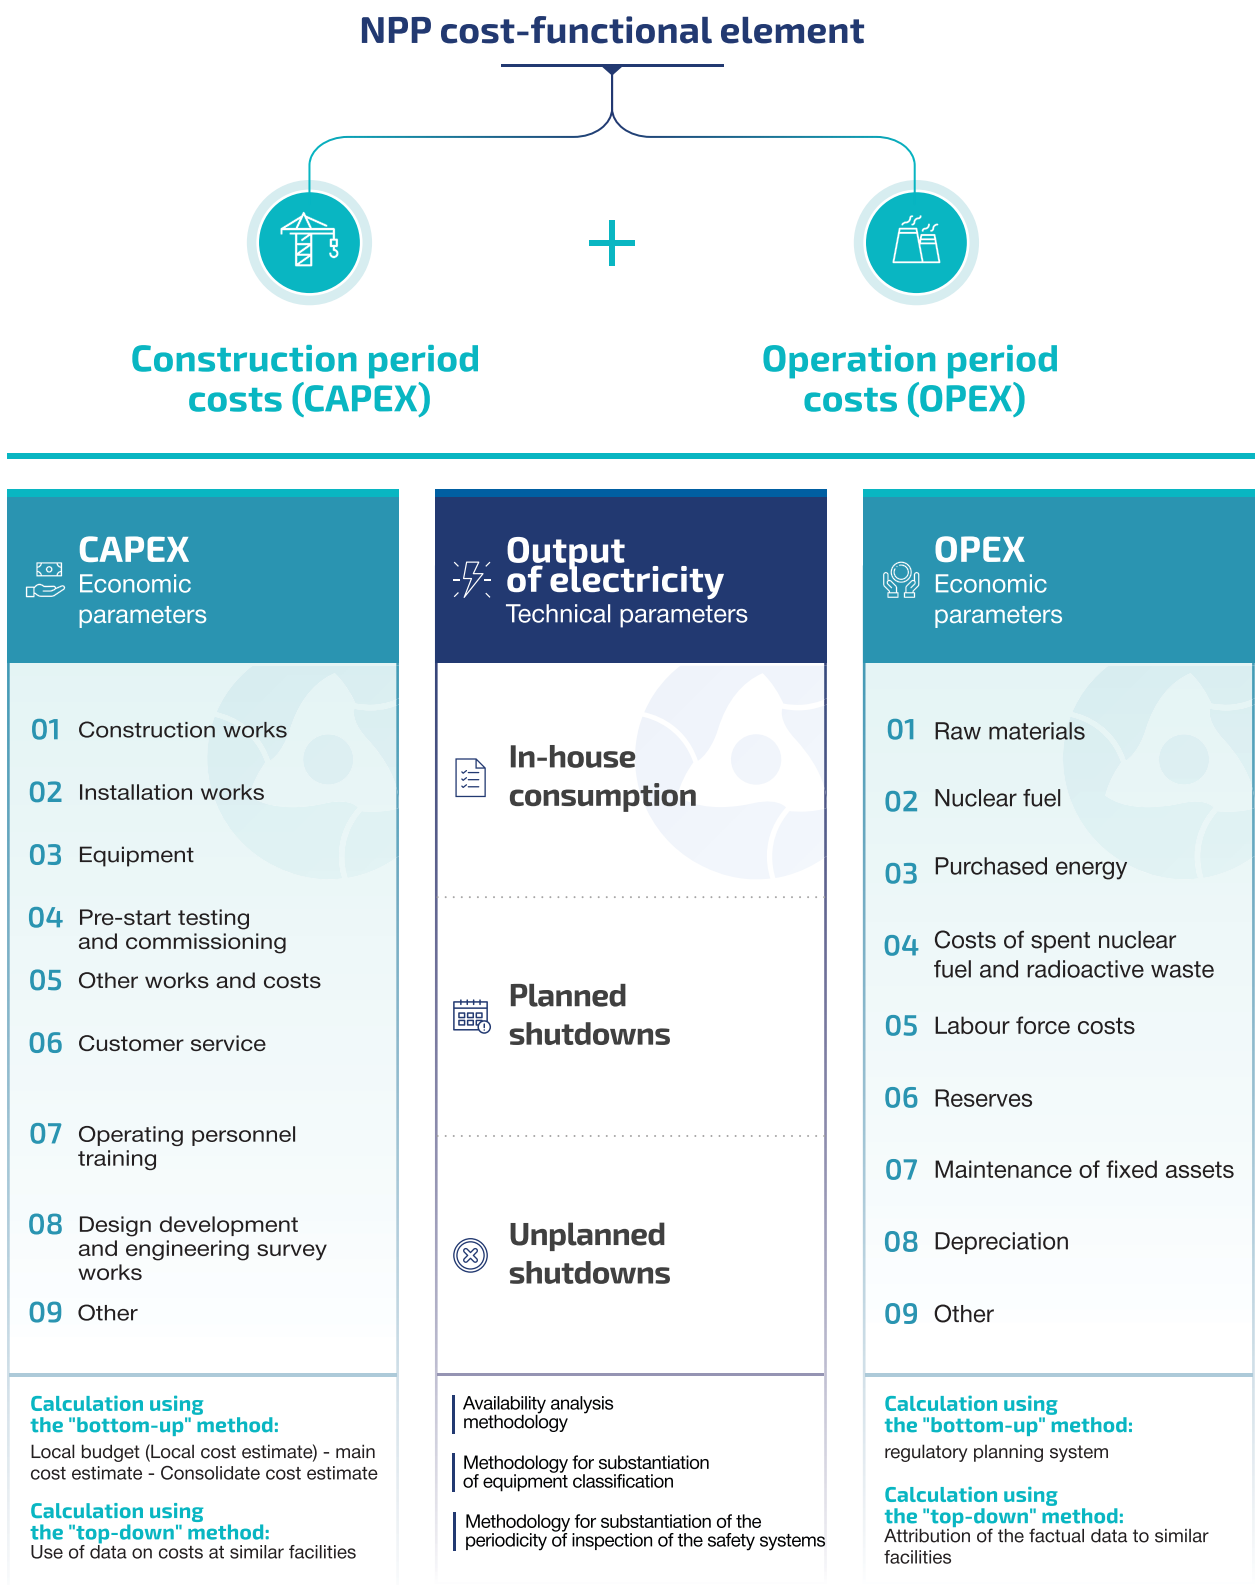 NPP cost-functional element
Construction period
costs (CAPEX)
Operation period
costs (OPEX)
CAPEX
Economic
parameters
01 Construction works
02 Installation works
03 Equipment
04 Pre-start testing
and commissioning
05 Other works and costs
06 Customer service
07 Operating personnel
training
08 Design development
and engineering survey
works
09 Other
Calculation using
the "bottom-up" method:
Local budget (Local cost estimate) - main
cost estimate - Consolidate cost estimate
Calculation using
the "top-down" method:
Use of data on costs at similar facilities
Output
of electricity
Technical parameters
In-house
consumption
Planned
shutdowns
Unplanned
shutdowns
Availability analysis
methodology
Methodology for substantiation
of equipment classification
Methodology for substantiation of the
periodicity of inspection of the safety systems
OPEX
Economic
parameters
01 Raw materials
02 Nuclear fuel
03 Purchased energy
04 Costs of spent nuclear
fuel and radioactive waste
05 Labour force costs
06 Reserves
07 Maintenance of fixed assets
08 Depreciation
09 Other
Calculation using
the "bottom-up" method:
regulatory planning system
Calculation using
the "top-down" method:
Attribution of the factual data to similar
facilities